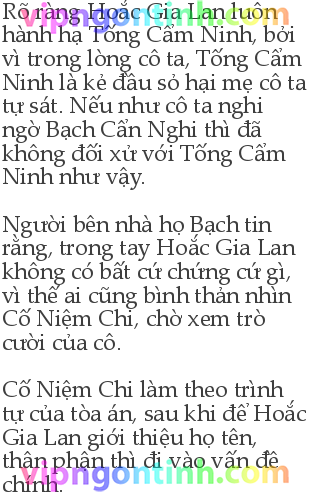 Rõ ràng Hoắc Gia Lan luôn
hành hạ Tống Cẩm Ninh, bởi
vì trong lòng cô ta, Tống Cẩm
Ninh là kẻ đầu sỏ hại mẹ cô ta
tự sát. Nếu như cô ta nghi
ngờ Bạch Cẩn Nghi thì đã
không đối xử với Tống Cẩm
Ninh như vậy.
Người bên nhà họ Bạch tin
rằng, trong tay Hoắc Gia Lan
không có bất cứ chứng cứ gì,
vì thế ai cũng bình thản nhìn
Cố Niệm Chi, chờ xem trò
cười của cô.
Cố Niệm Chi làm theo trình
tự của tòa án, sau khi để Hoắc
Gia Lan giới thiệu họ tên,
thân phận thì đi vào vấn đề
chính.
vipngontinh.com
vipngontinh.com